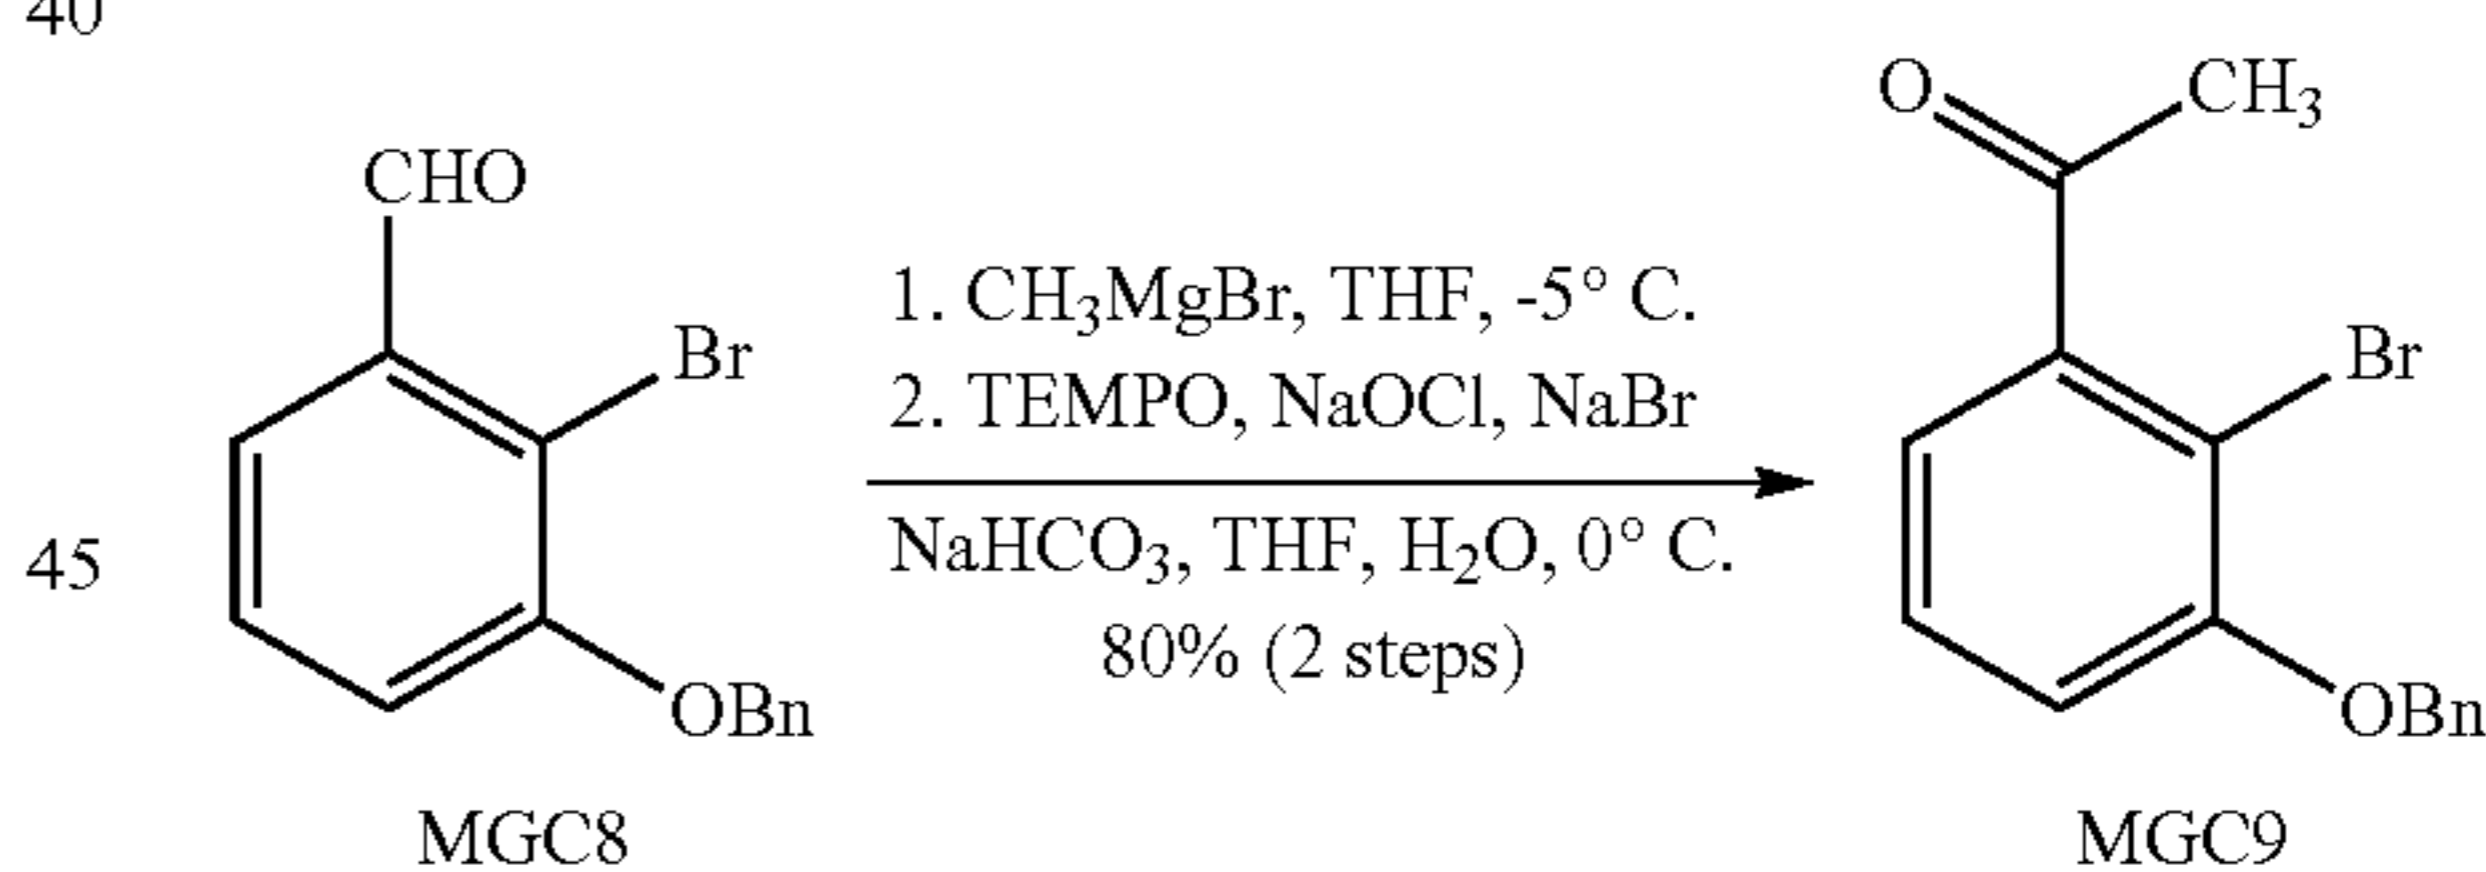 40
O CH₃
CHO
Br Br
1. CH₃MgBr, THF, -5° C.
2. TEMPO, NaOCl, NaBr
45 NaHCO₃, THF, H₂O, 0° C.
80% (2 steps)
OBn OBn
MGC8 MGC9